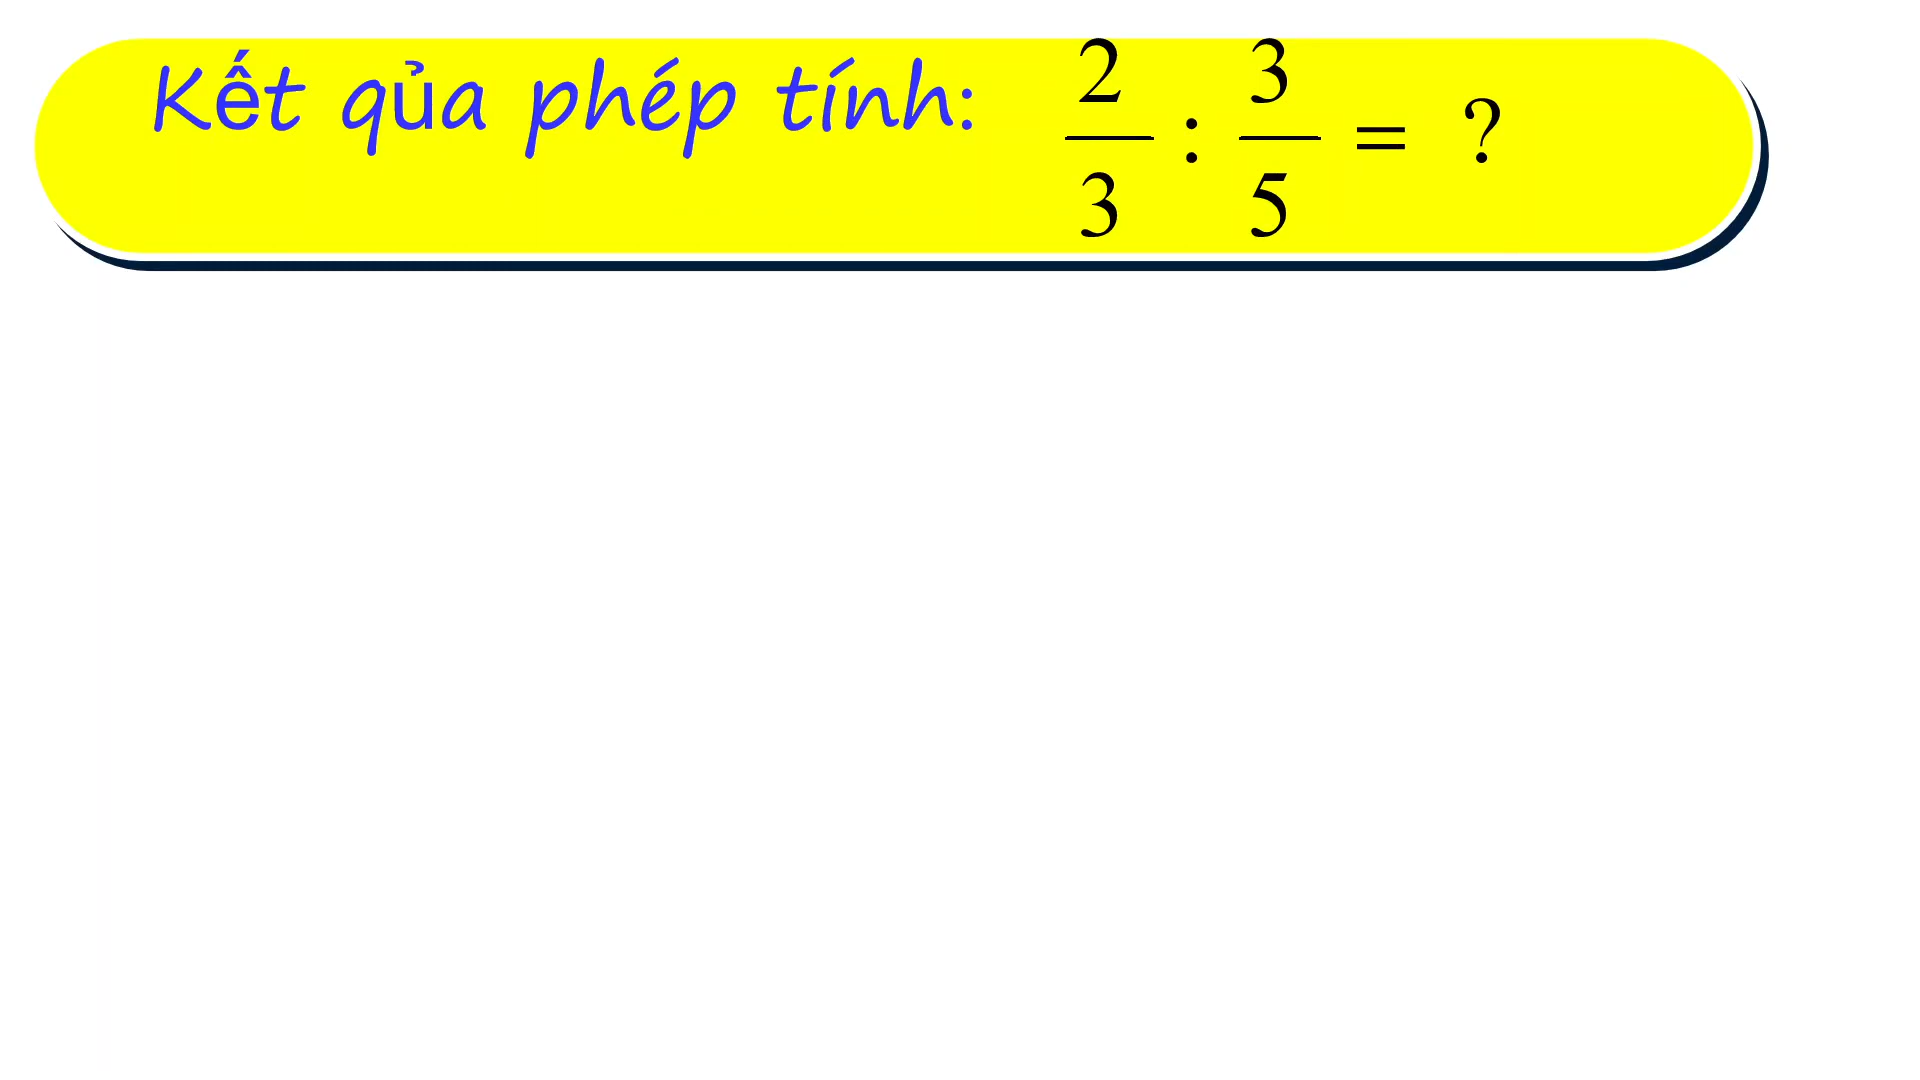 Kết qủa phép tính: 2/3 : 3/5 = ?